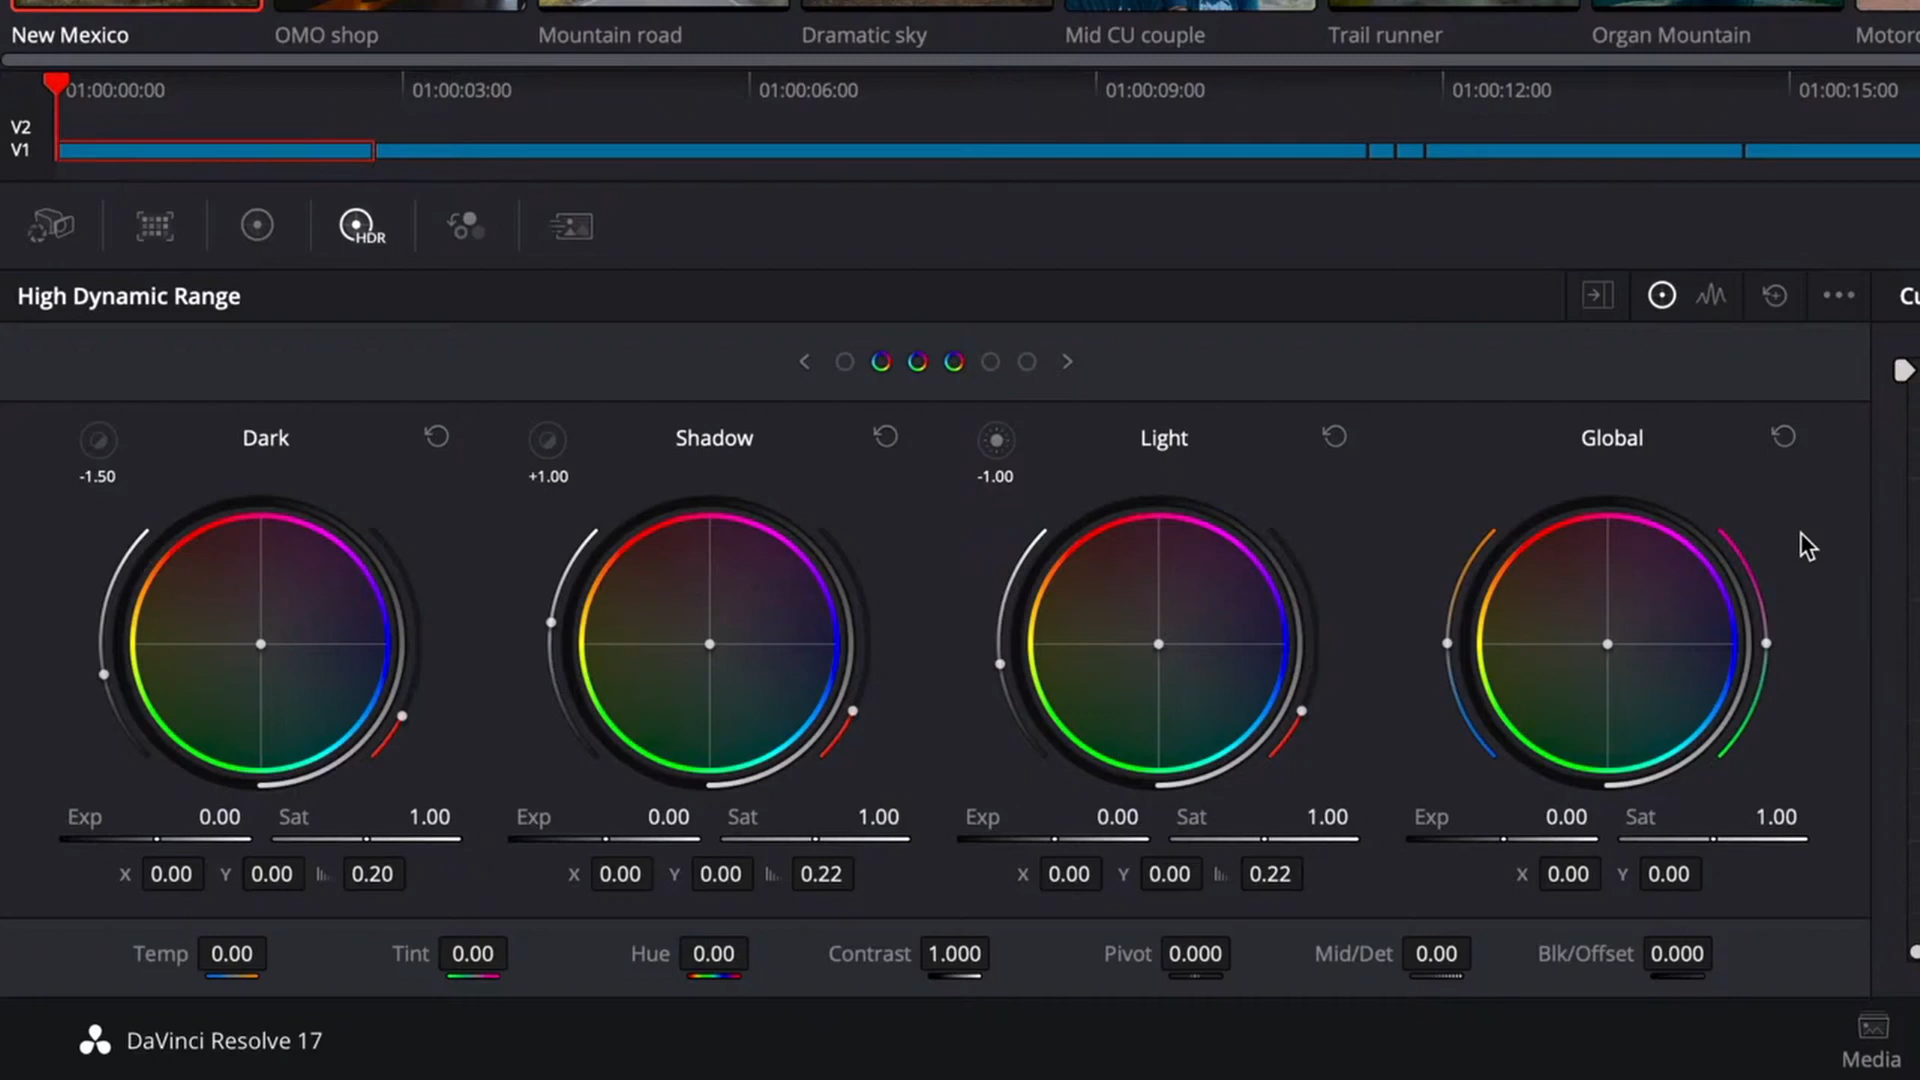 New Mexico OMO shop Mountain road Dramatic sky Mid CU couple Trail runner Organ Mountain
01:00:00:00 01:00:03:00 01:00:06:00 01:00:09:00 01:00:12:00 01:00:15:00
V2
V1
HDR
High Dynamic Range
Dark Shadow Light Global
-1.50 +1.00 -1.00
Exp 0.00 Sat 1.00 Exp 0.00 Sat 1.00 Exp 0.00 Sat 1.00 Exp 0.00 Sat 1.00
X 0.00 Y 0.00 0.20 X 0.00 Y 0.00 0.22 X 0.00 Y 0.00 0.22 X 0.00 Y 0.00
Temp 0.00 Tint 0.00 Hue 0.00 Contrast 1.000 Pivot 0.000 Mid/Det 0.00 Blk/Offset 0.000
DaVinci Resolve 17
Media